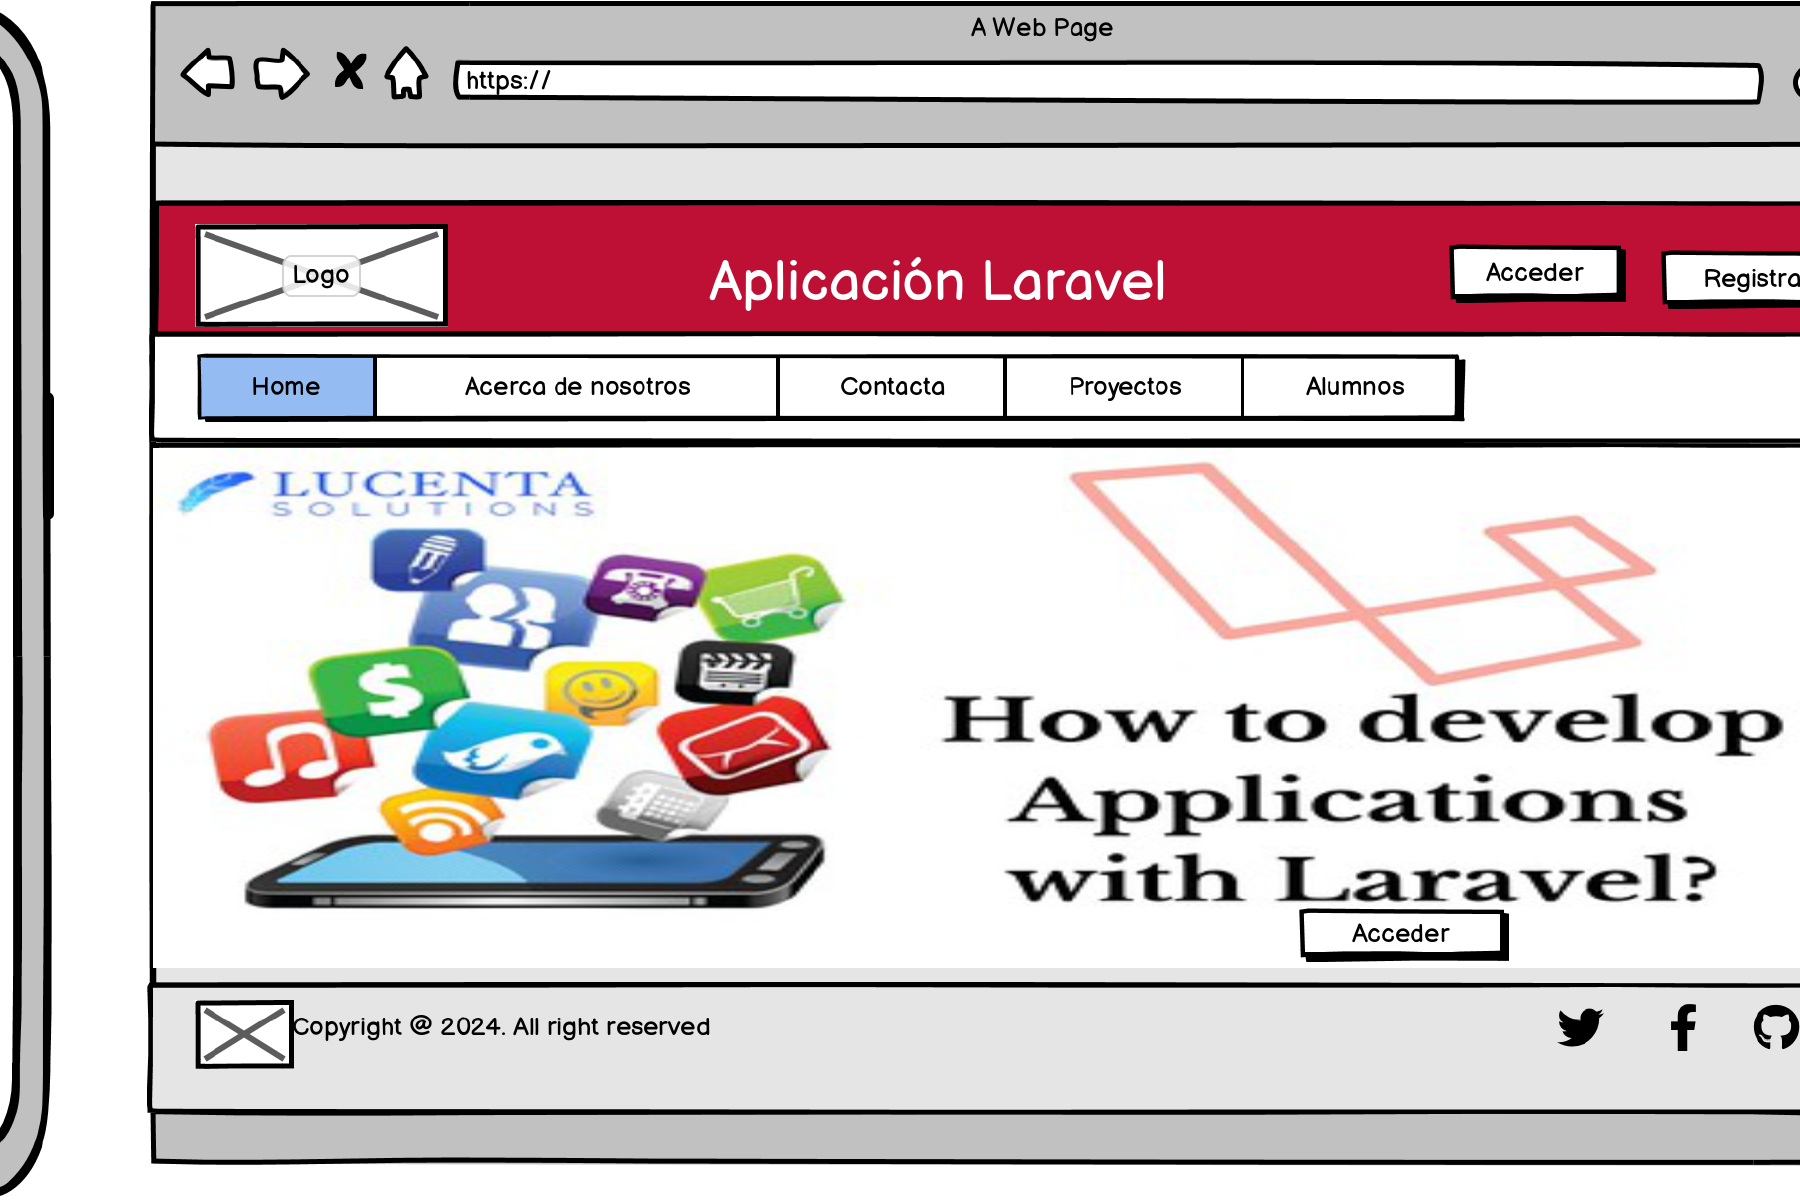 A Web Page
https://
Logo
Aplicación Laravel
Acceder
Registra
Home
Acerca de nosotros
Contacta
Proyectos
Alumnos
LUCENTA
SOLUTIONS
How to develop
Applications
with Laravel?
Acceder
Copyright @ 2024. All right reserved